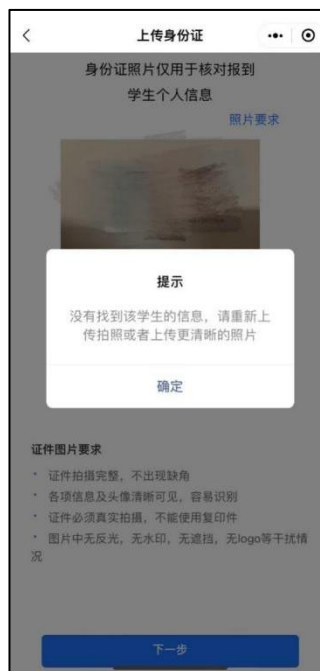 上传身份证
身份证照片仅用于核对报到
学生个人信息
照片要求
提示
没有找到该学生的信息，请重新上
传拍照或者上传更清晰的照片
确定
证件图片要求
· 证件拍摄完整，不出现缺角
· 各项信息及头像清晰可见，容易识别
· 证件必须真实拍摄，不能使用复印件
· 图片中无反光，无水印，无遮挡，无logo等干扰情
况
下一步